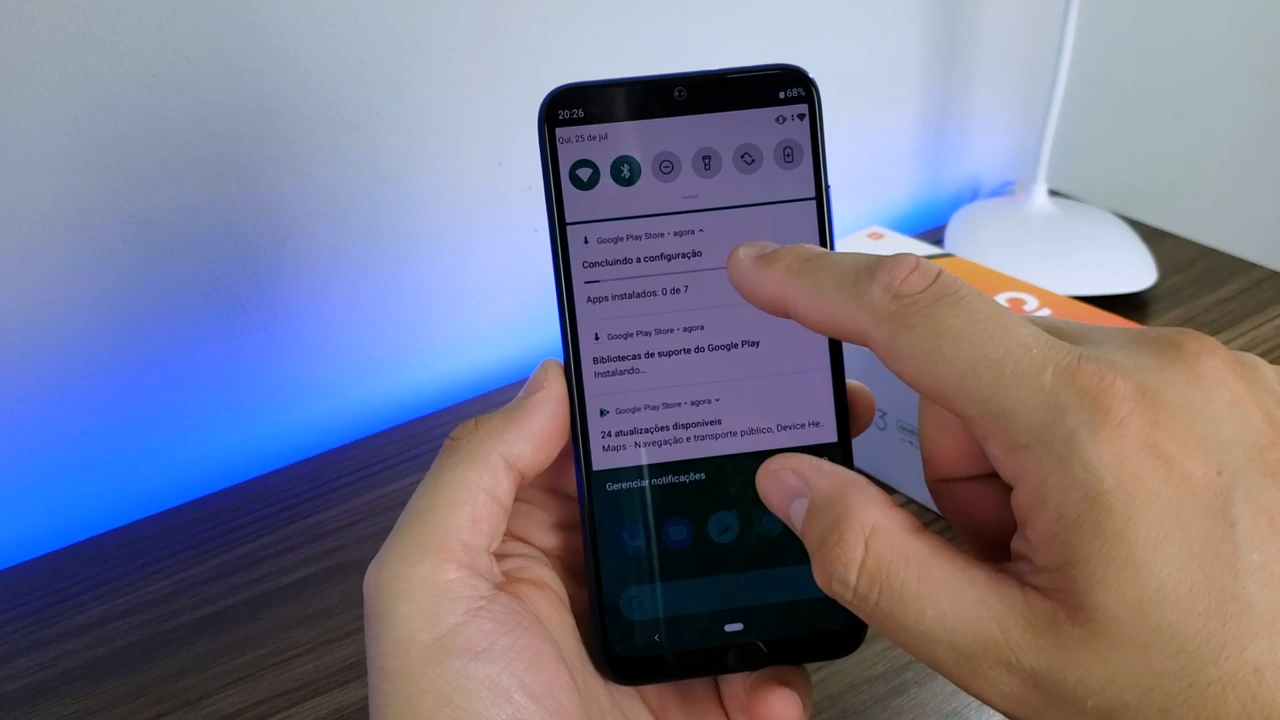 20:26
68%
Qui, 25 de jul
Google Play Store • agora
Concluindo a configuração
Apps instalados: 0 de 7
Google Play Store • agora
Bibliotecas de suporte do Google Play
Instalando...
Google Play Store • agora
24 atualizações disponíveis
Maps - Navegação e transporte público, Device He..
Gerenciar notificações
3